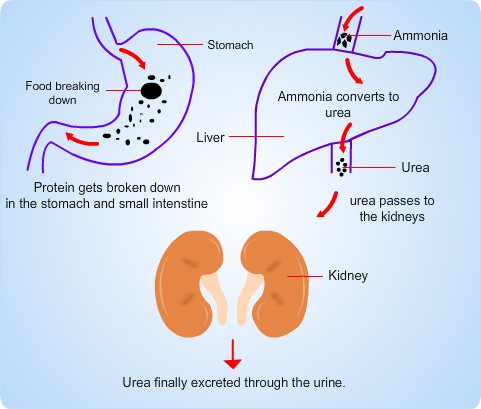 Stomach
Food breaking
down
Protein gets broken down
in the stomach and small intenstine
Ammonia
Ammonia converts to
urea
Liver
Urea
urea passes to
the kidneys
Kidney
Urea finally excreted through the urine.